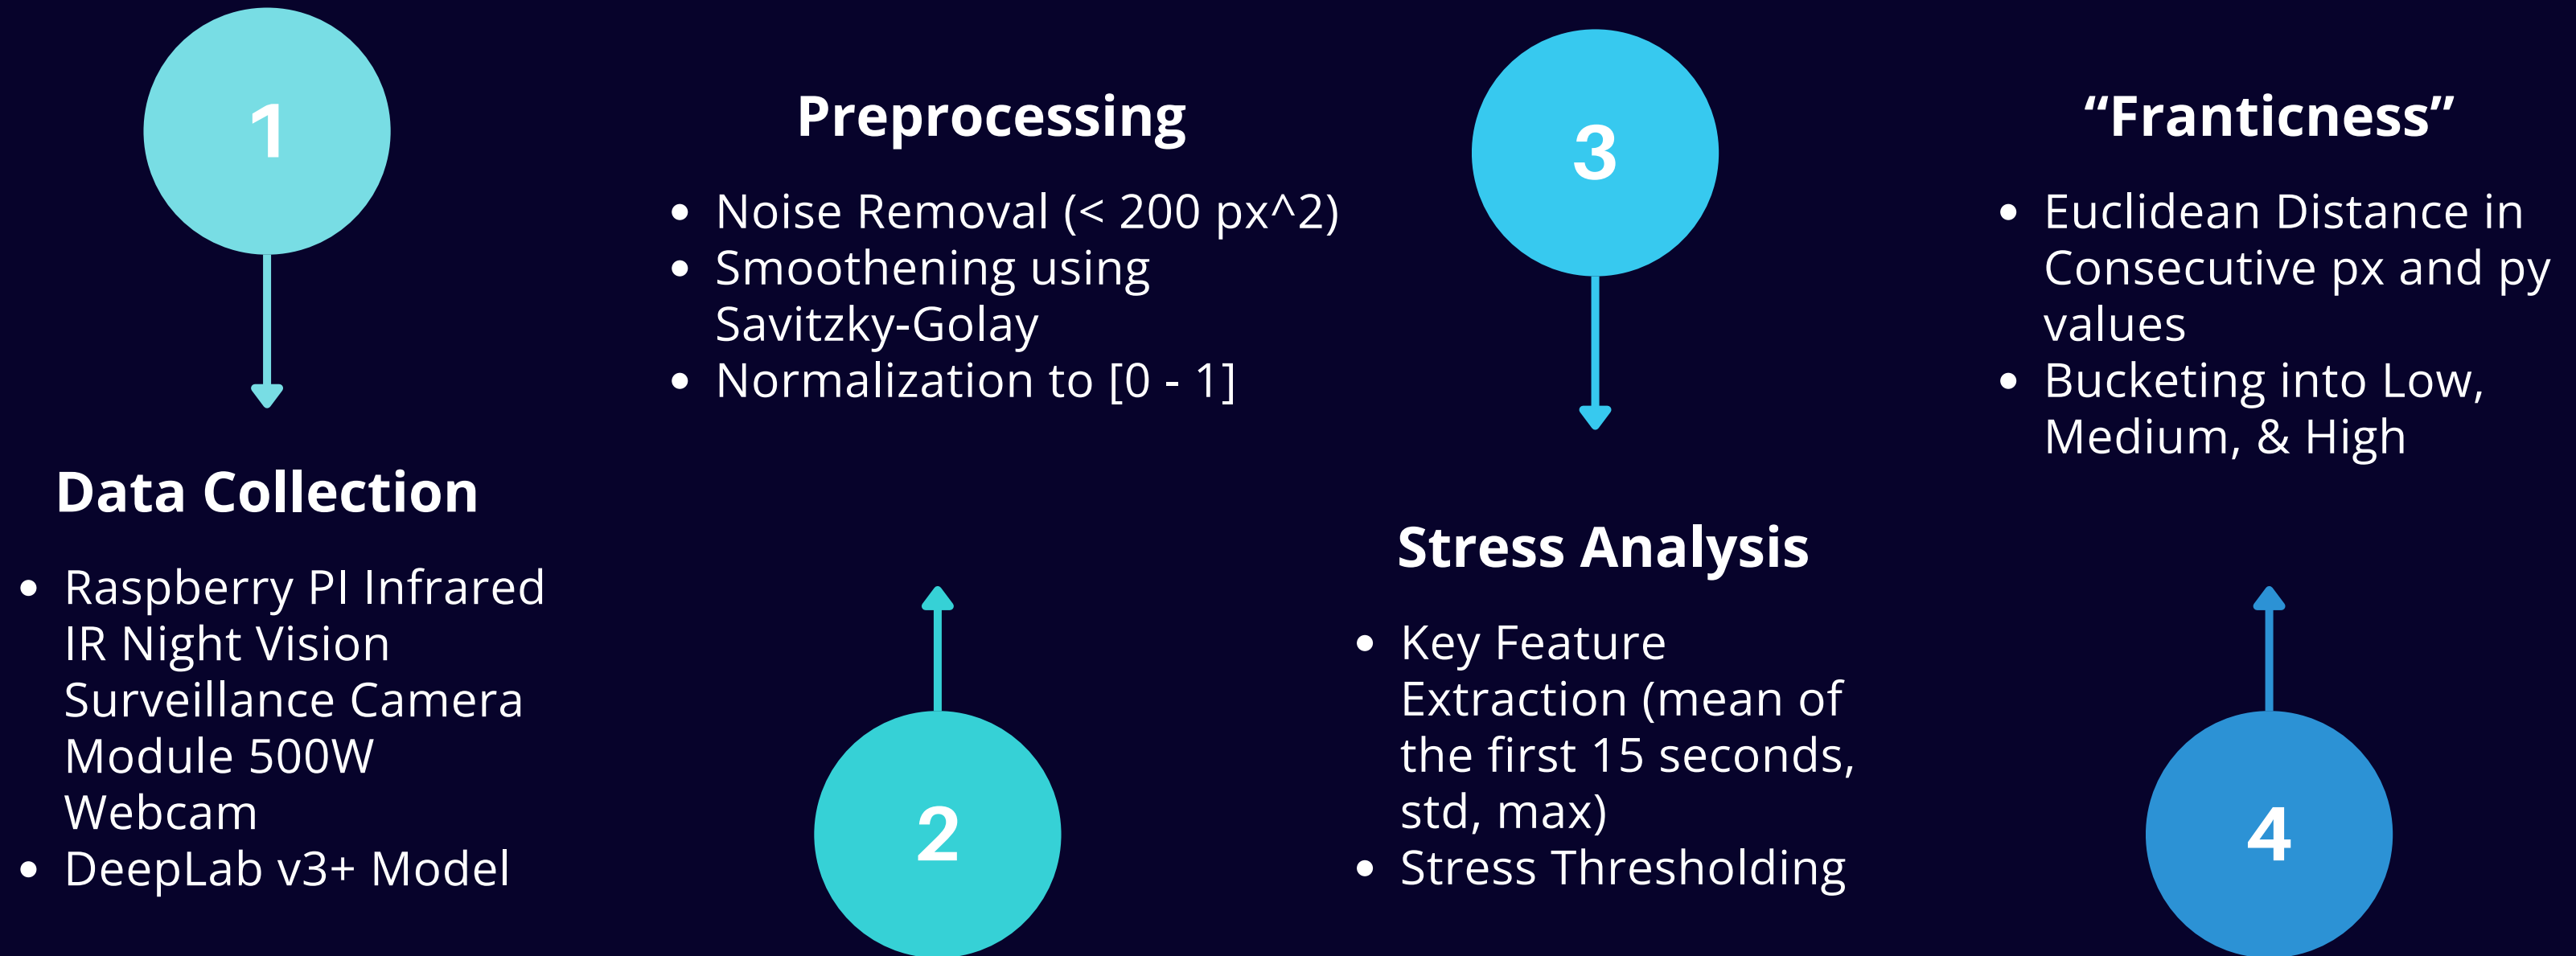 1
Data Collection
• Raspberry PI Infrared
IR Night Vision
Surveillance Camera
Module 500W
Webcam
• DeepLab v3+ Model
Preprocessing
• Noise Removal (< 200 px^2)
• Smoothening using
Savitzky-Golay
• Normalization to [0 - 1]
2
3
Stress Analysis
• Key Feature
Extraction (mean of
the first 15 seconds,
std, max)
• Stress Thresholding
“Franticness”
• Euclidean Distance in
Consecutive px and py
values
• Bucketing into Low,
Medium, & High
4